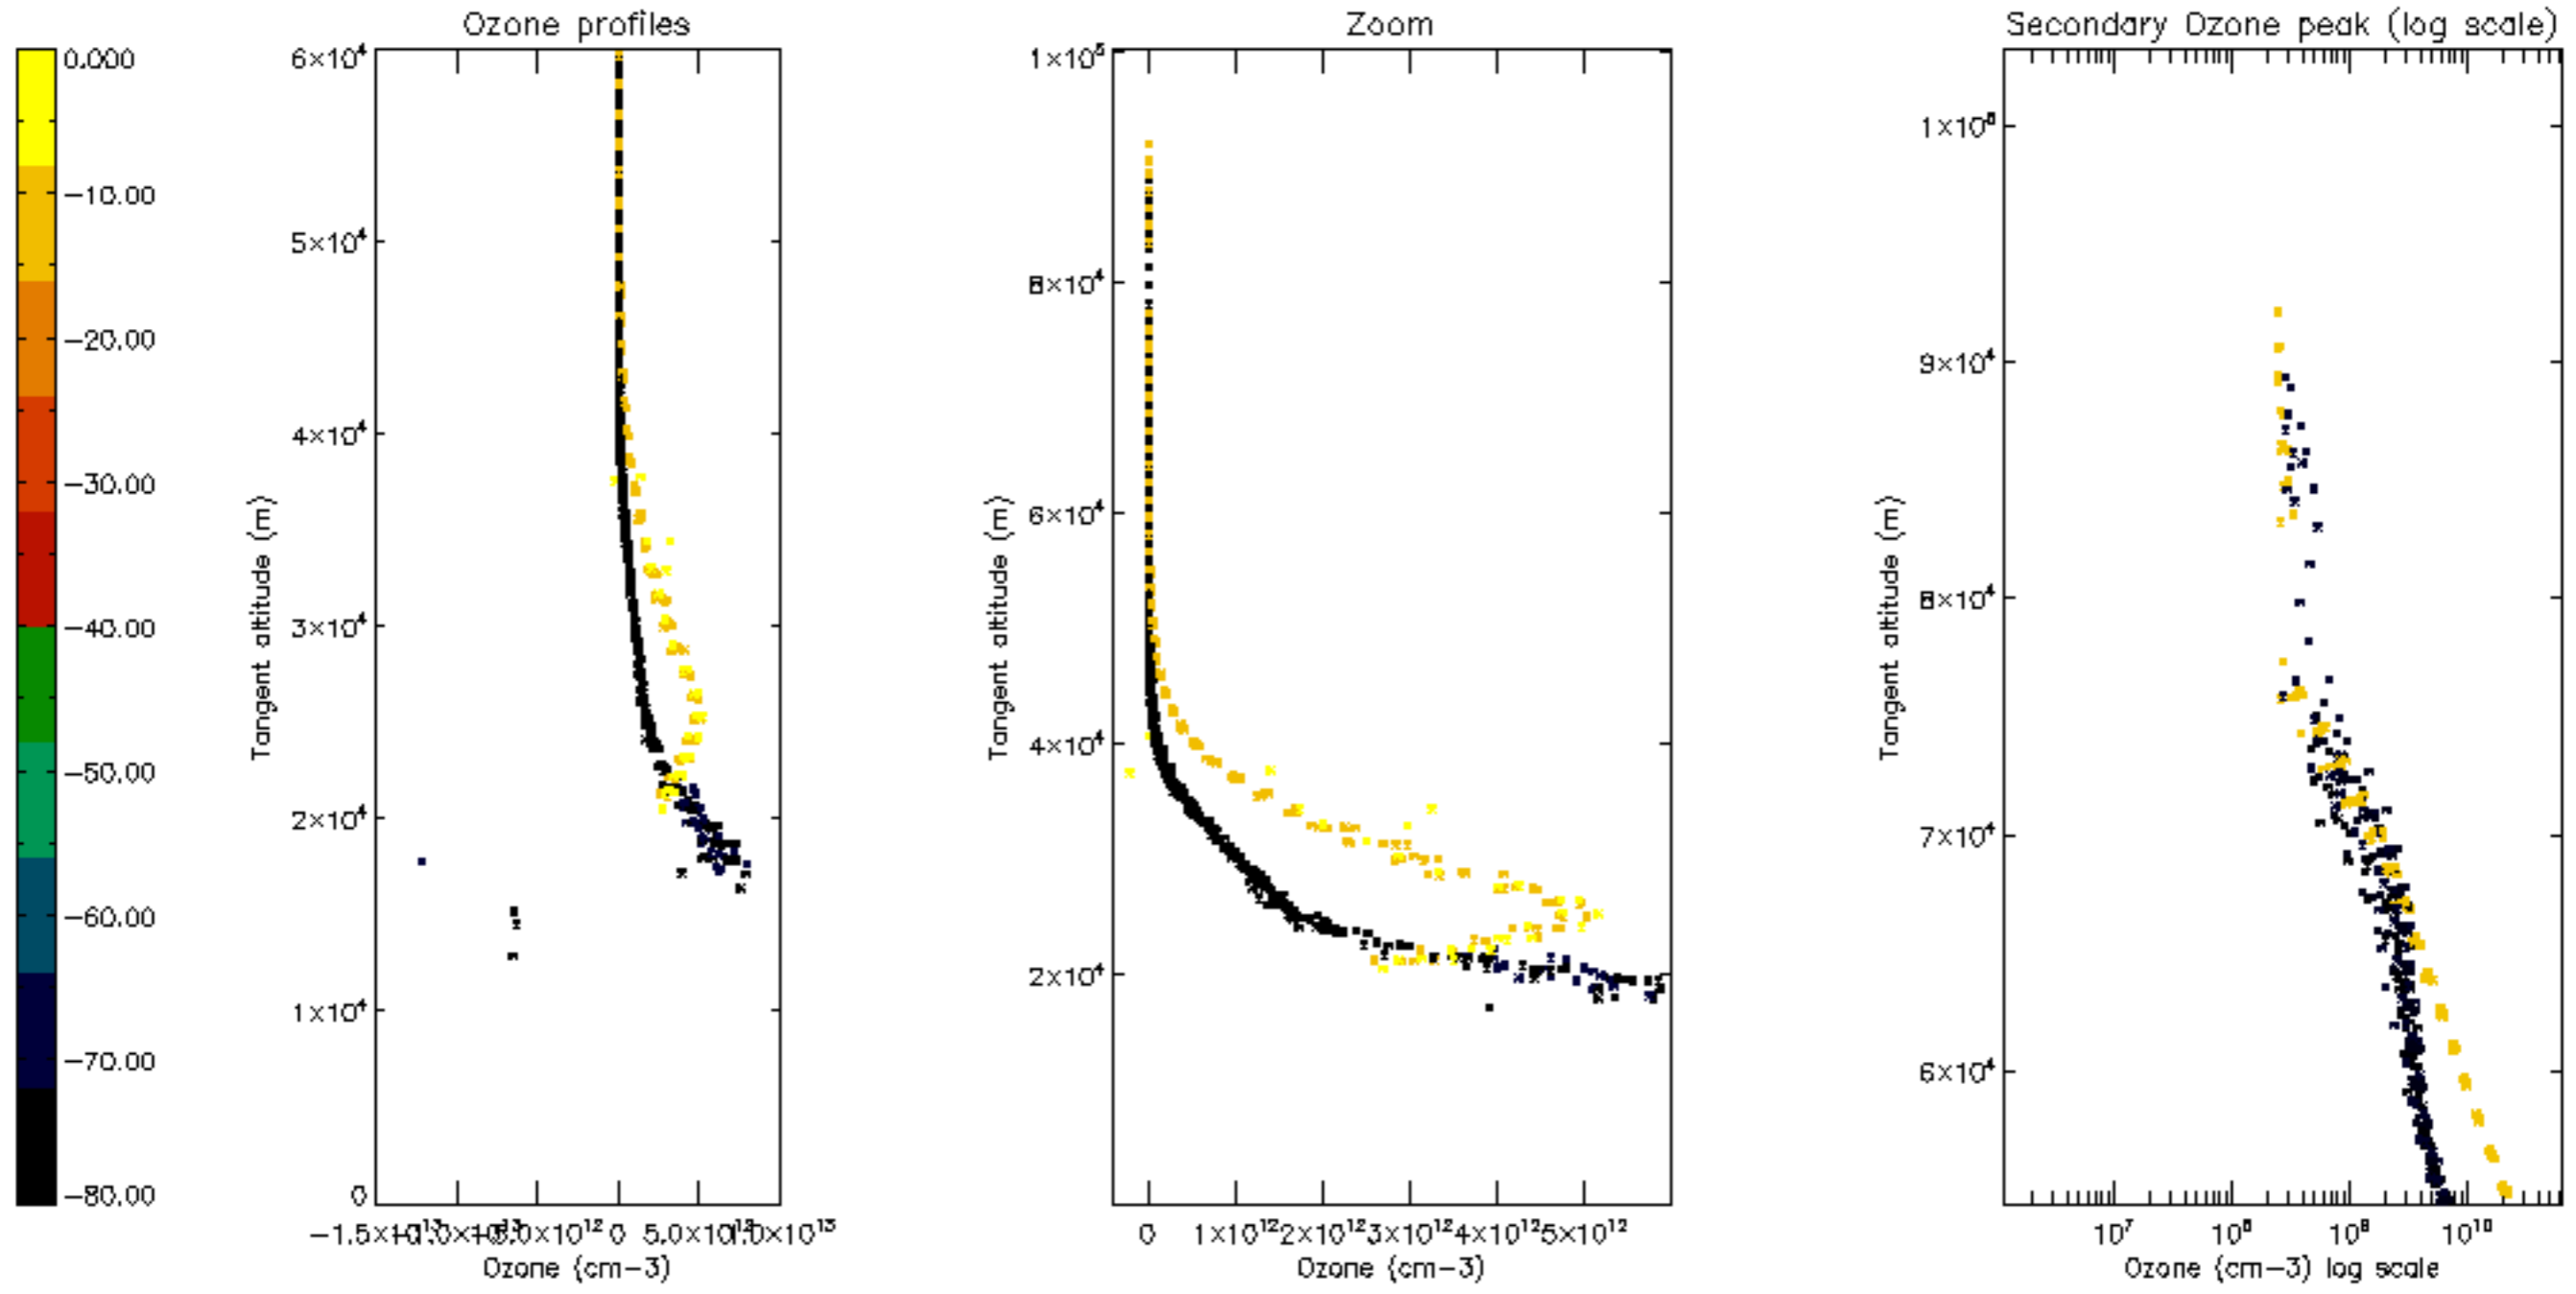 Ozone profiles
Zoom
Secondary Ozone peak (log scale)
0.000
−10.00
−20.00
−30.00
−40.00
−50.00
−60.00
−70.00
−80.00
Tangent altitude (m)
6×10⁴
5×10⁴
4×10⁴
3×10⁴
2×10⁴
1×10⁴
0
0
Ozone (cm−3)
Tangent altitude (m)
1×10⁵
8×10⁴
6×10⁴
4×10⁴
2×10⁴
0 1×10¹² 2×10¹² 3×10¹² 4×10¹² 5×10¹²
Ozone (cm−3)
Tangent altitude (m)
1×10⁵
9×10⁴
8×10⁴
7×10⁴
6×10⁴
10⁷ 10⁸ 10⁹ 10¹⁰
Ozone (cm−3) log scale